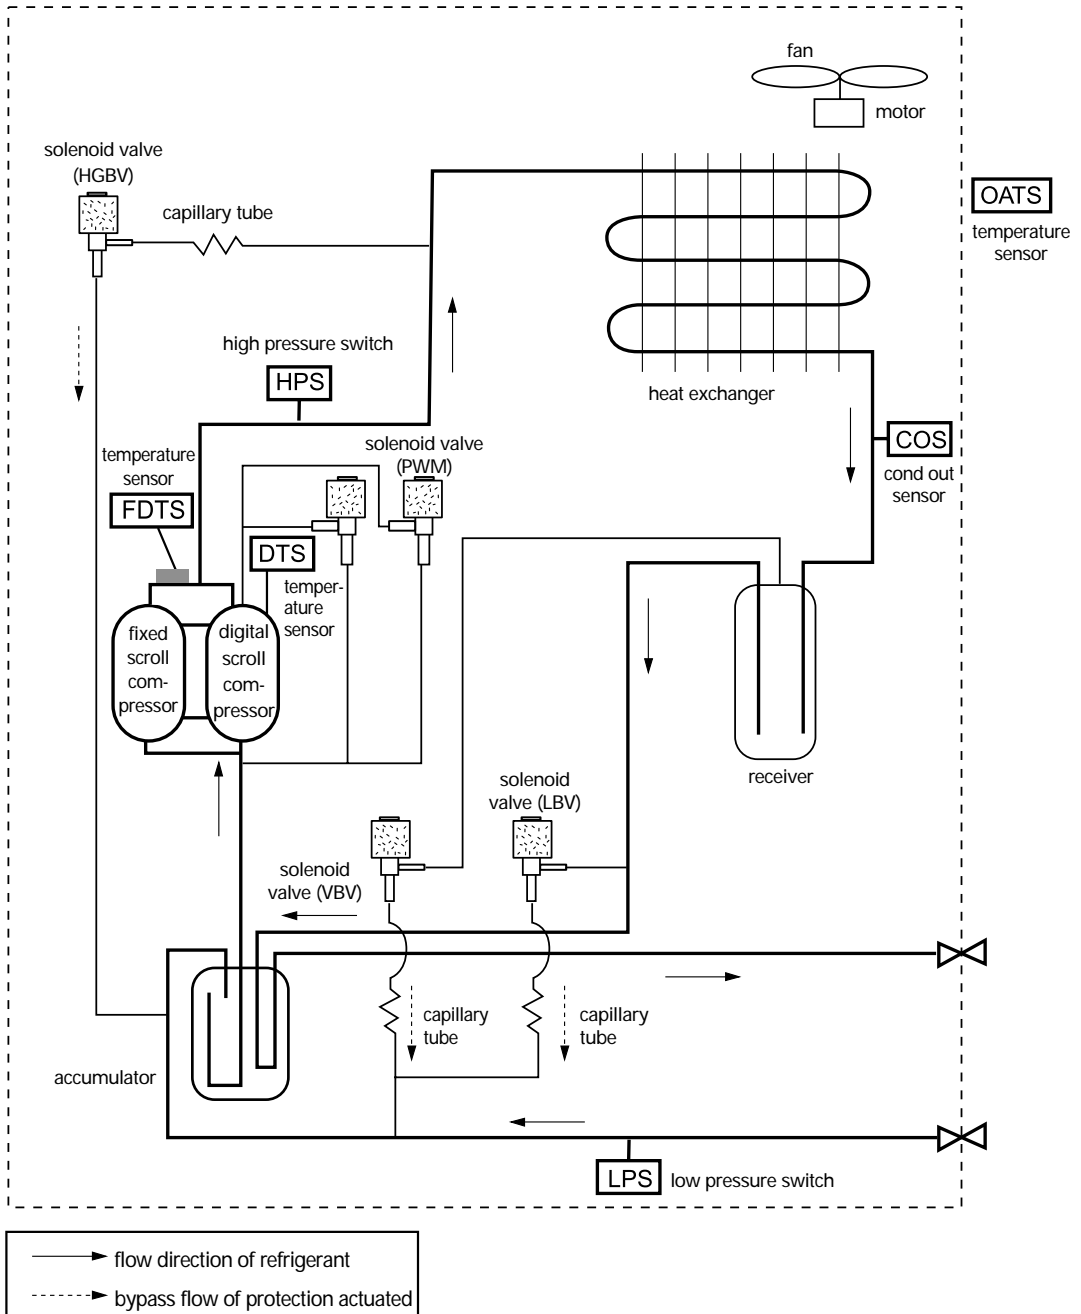 fan
motor
solenoid valve
(HGBV)
capillary tube
OATS
temperature
sensor
high pressure switch
HPS
heat exchanger
COS
cond out
sensor
solenoid valve
(PWM)
temperature
sensor
FDTS
DTS
temper-
ature
sensor
fixed
scroll
com-
pressor
digital
scroll
com-
pressor
receiver
solenoid
valve (LBV)
solenoid
valve (VBV)
capillary
tube
capillary
tube
accumulator
LPS
low pressure switch
flow direction of refrigerant
bypass flow of protection actuated